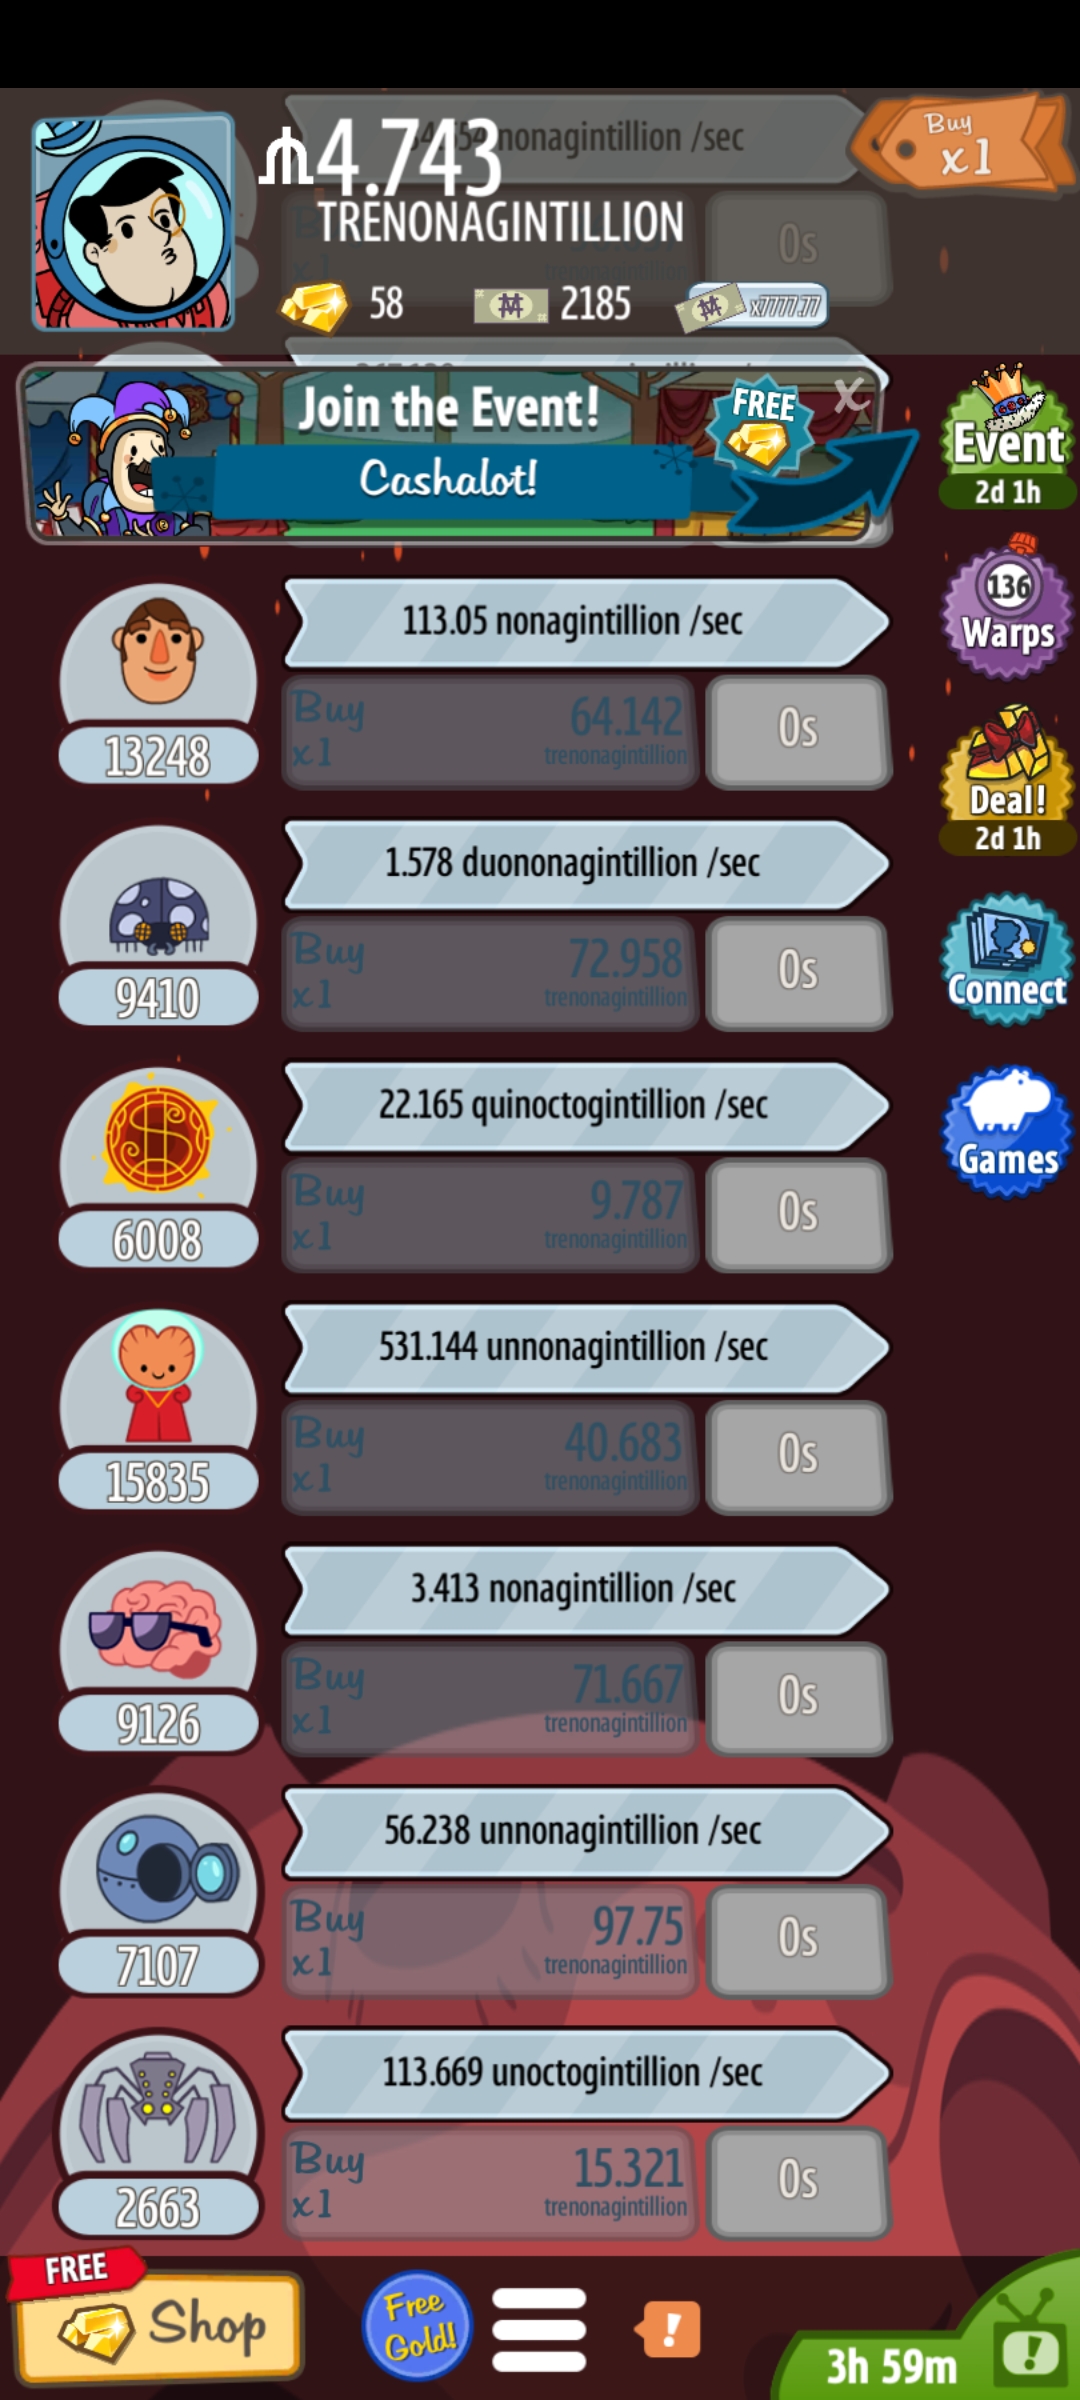 nonagintillion /sec
Buy
x1
₼4.743
TRENONAGINTILLION
0s
trenonagintillion
58
2185
x7777.77
Join the Event!
FREE
X
Cashalot!
Event
2d 1h
113.05 nonagintillion /sec
136
Warps
Buy
x1
64.142
trenonagintillion
0s
13248
Deal!
2d 1h
1.578 duononagintillion /sec
Buy
x1
72.958
trenonagintillion
0s
9410
Connect
22.165 quinoctogintillion /sec
Games
Buy
x1
9.787
trenonagintillion
0s
6008
531.144 unnonagintillion /sec
Buy
x1
40.683
trenonagintillion
0s
15835
3.413 nonagintillion /sec
Buy
x1
71.667
trenonagintillion
0s
9126
56.238 unnonagintillion /sec
Buy
x1
97.75
trenonagintillion
0s
7107
113.669 unoctogintillion /sec
Buy
x1
15.321
trenonagintillion
0s
2663
FREE
Shop
Free
Gold!
!
3h 59m
!